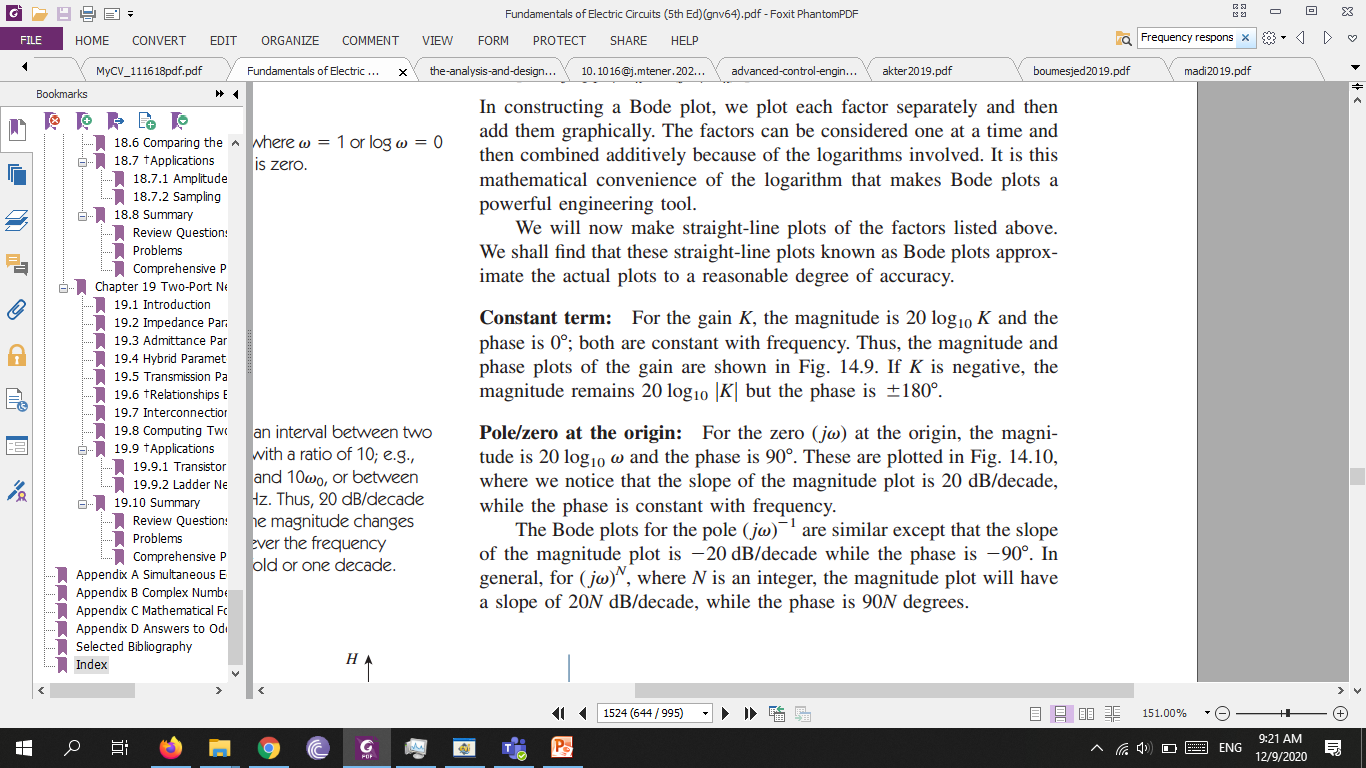 Fundamentals of Electric Circuits (5th Ed)(gnv64).pdf - Foxit PhantomPDF
FILE HOME CONVERT EDIT ORGANIZE COMMENT VIEW FORM PROTECT SHARE HELP
Frequency respons
MyCV_111618pdf.pdf
Fundamentals of Electric ...
the-analysis-and-design...
10.1016@j.mtener.202...
advanced-control-engin...
akter2019.pdf
boumesjed2019.pdf
madi2019.pdf
Bookmarks
18.6 Comparing the
18.7 †Applications
18.7.1 Amplitude
18.7.2 Sampling
18.8 Summary
Review Questions
Problems
Comprehensive P
Chapter 19 Two-Port Ne
19.1 Introduction
19.2 Impedance Para
19.3 Admittance Par
19.4 Hybrid Paramet
19.5 Transmission Pa
19.6 †Relationships B
19.7 Interconnection
19.8 Computing Two
19.9 †Applications
19.9.1 Transistor
19.9.2 Ladder Ne
19.10 Summary
Review Questions
Problems
Comprehensive P
Appendix A Simultaneous E
Appendix B Complex Numbe
Appendix C Mathematical Fo
Appendix D Answers to Odd
Selected Bibliography
Index
where ω = 1 or log ω = 0
is zero.
an interval between two
with a ratio of 10; e.g.,
and 10ω₀, or between
Hz. Thus, 20 dB/decade
he magnitude changes
ever the frequency
old or one decade.
In constructing a Bode plot, we plot each factor separately and then
add them graphically. The factors can be considered one at a time and
then combined additively because of the logarithms involved. It is this
mathematical convenience of the logarithm that makes Bode plots a
powerful engineering tool.
We will now make straight-line plots of the factors listed above.
We shall find that these straight-line plots known as Bode plots approx-
imate the actual plots to a reasonable degree of accuracy.
Constant term: For the gain K, the magnitude is 20 log₁₀ K and the
phase is 0°; both are constant with frequency. Thus, the magnitude and
phase plots of the gain are shown in Fig. 14.9. If K is negative, the
magnitude remains 20 log₁₀ |K| but the phase is ±180°.
Pole/zero at the origin: For the zero (jω) at the origin, the magni-
tude is 20 log₁₀ ω and the phase is 90°. These are plotted in Fig. 14.10,
where we notice that the slope of the magnitude plot is 20 dB/decade,
while the phase is constant with frequency.
The Bode plots for the pole (jω)⁻¹ are similar except that the slope
of the magnitude plot is −20 dB/decade while the phase is −90°. In
general, for (jω)ᴺ, where N is an integer, the magnitude plot will have
a slope of 20N dB/decade, while the phase is 90N degrees.
H
1524 (644 / 995)
151.00%
ENG
9:21 AM
12/9/2020